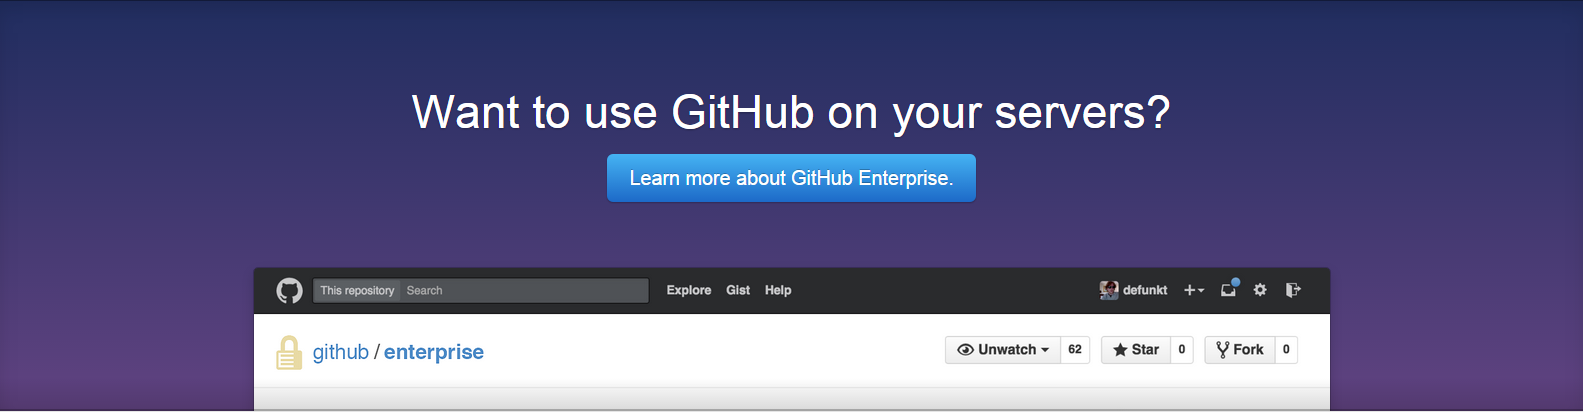 Want to use GitHub on your servers?
Learn more about GitHub Enterprise.
This repository Search Explore Gist Help defunkt
github / enterprise Unwatch 62 Star 0 Fork 0